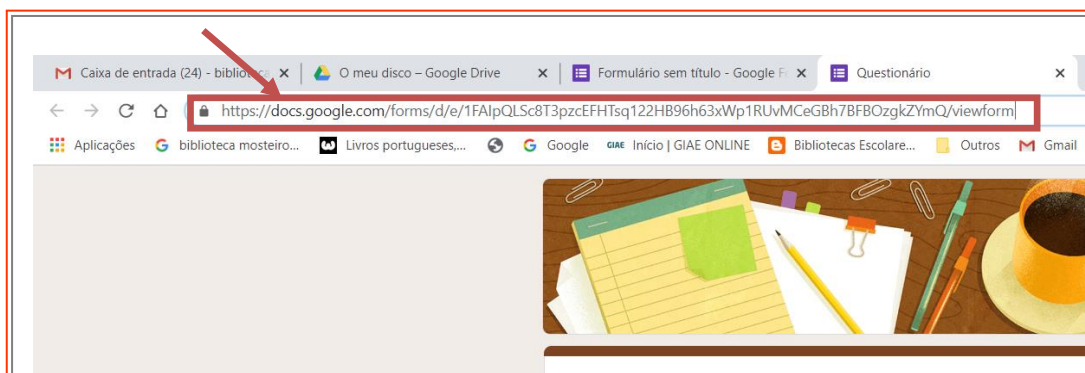 Caixa de entrada (24) - biblioteca
O meu disco – Google Drive
Formulário sem título - Google F
Questionário
https://docs.google.com/forms/d/e/1FAIpQLSc8T3pzcEFHTsq122HB96h63xWp1RUvMCeGBh7BFBOzgkZYmQ/viewform
Aplicações
biblioteca mosteiro...
Livros portugueses,...
Google
GIAE Início | GIAE ONLINE
Bibliotecas Escolare...
Outros
Gmail